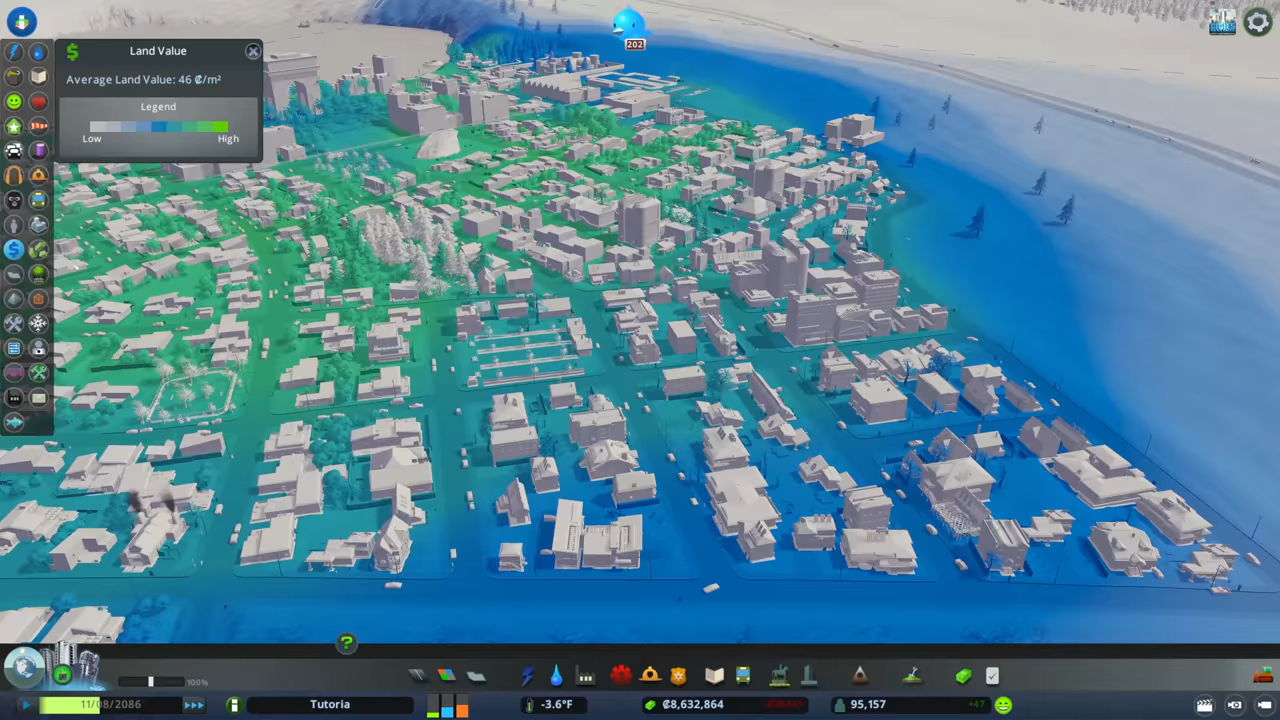 202
Land Value
Average Land Value: 46 ₡/m²
Legend
Low
High
?
100%
11/08/2086
Tutoria
-3.6°F
₡8,632,864
95,157
+47